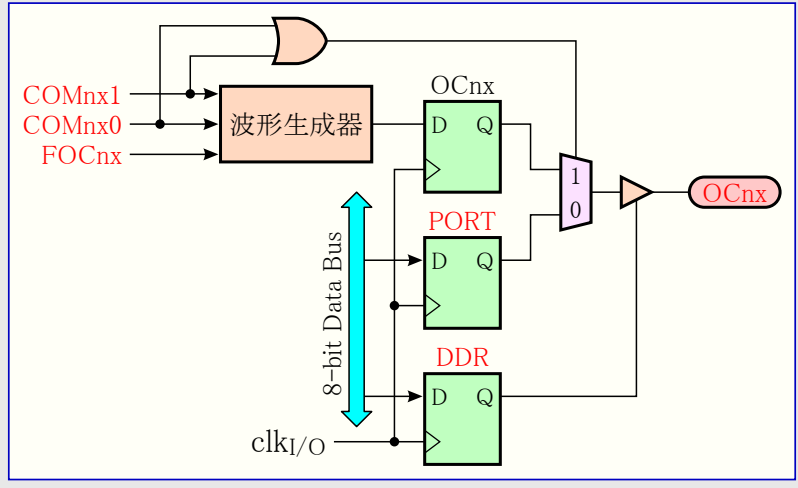 OCnx
COMnx1
COMnx0
FOCnx
波形生成器
D Q
1
0
OCnx
PORT
D Q
8-bit Data Bus
DDR
D Q
clkI/O